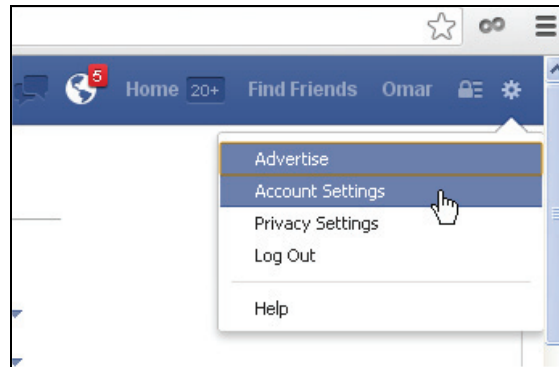 5
Home 20+ Find Friends Omar
Advertise
Account Settings
Privacy Settings
Log Out
Help